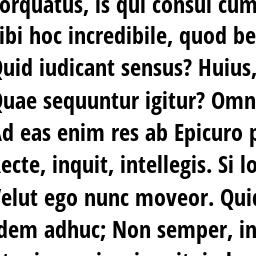 orquatus, is qui consul cum
ibi hoc incredibile, quod be
Quid iudicant sensus? Huius,
Quae sequuntur igitur? Omn
Ad eas enim res ab Epicuro p
Recte, inquit, intellegis. Si lo
Velut ego nunc moveor. Quid
dem adhuc; Non semper, in